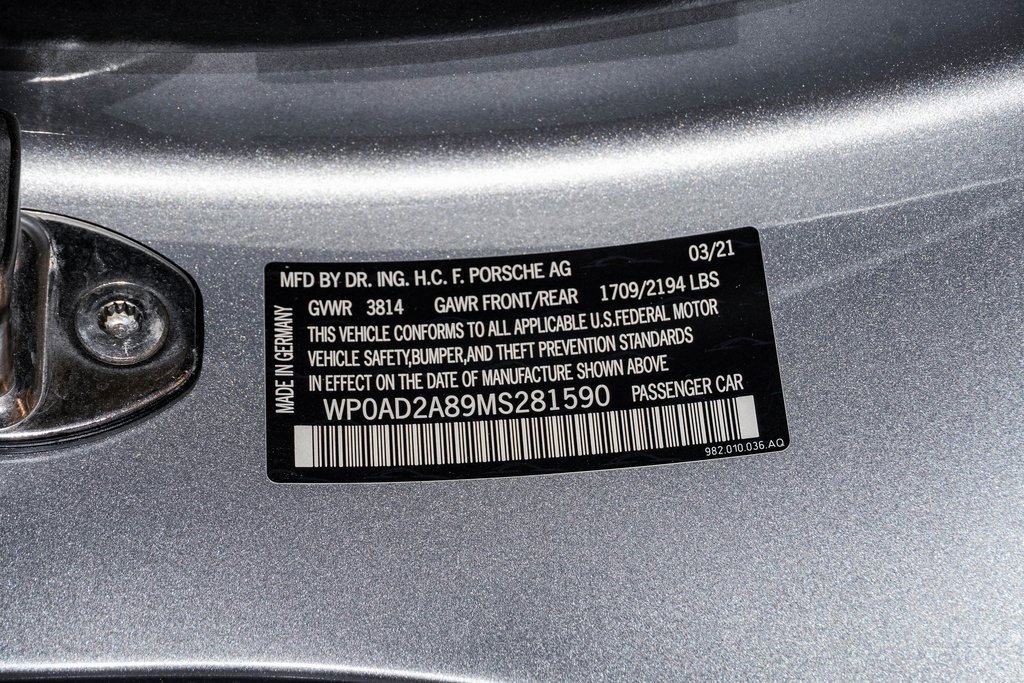 03/21
MFD BY DR. ING. H.C. F. PORSCHE AG
GVWR 3814 GAWR FRONT/REAR 1709/2194 LBS
THIS VEHICLE CONFORMS TO ALL APPLICABLE U.S.FEDERAL MOTOR
VEHICLE SAFETY,BUMPER,AND THEFT PREVENTION STANDARDS
IN EFFECT ON THE DATE OF MANUFACTURE SHOWN ABOVE
WP0AD2A89MS281590 PASSENGER CAR
982.010.036.AQ
MADE IN GERMANY